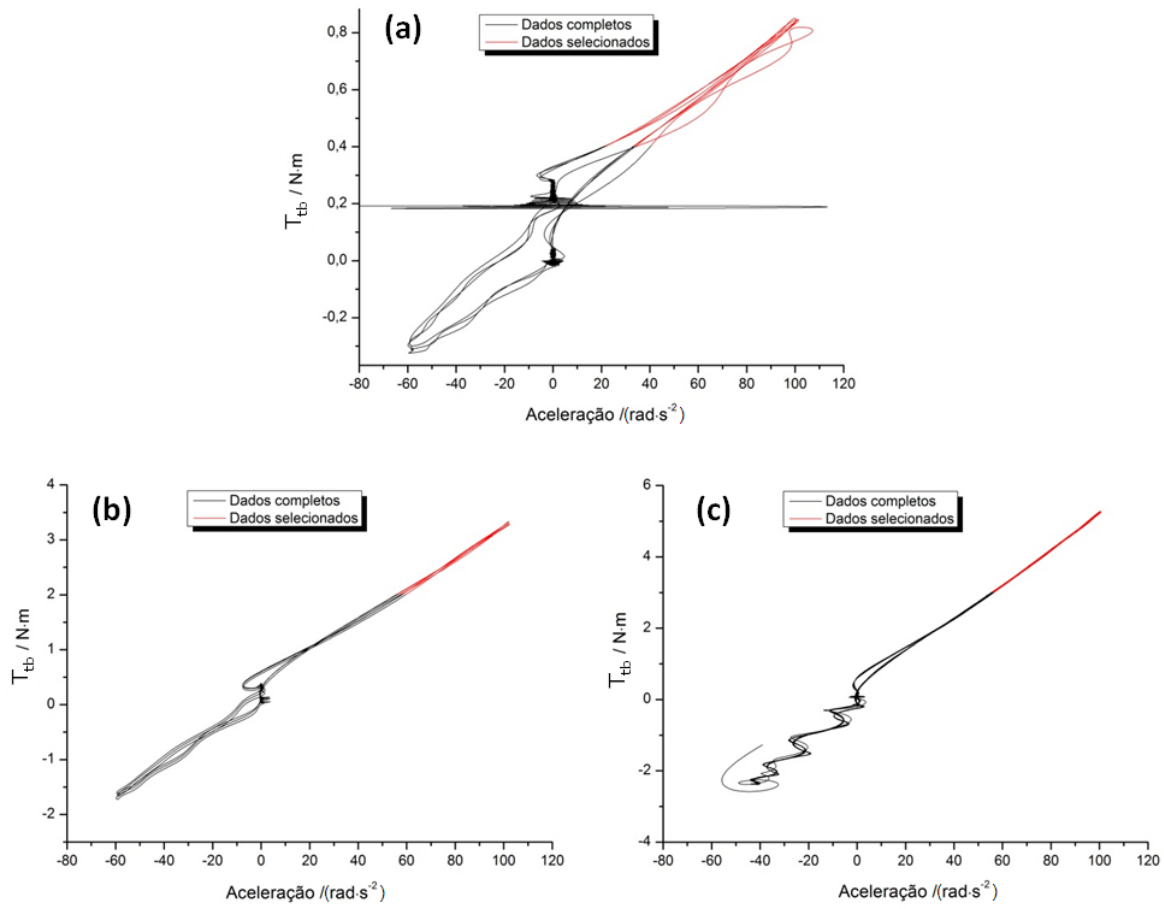 (a)
Dados completos
Dados selecionados
0,8
0,6
0,4
0,2
0,0
-0,2
T_tb / N·m
-80 -60 -40 -20 0 20 40 60 80 100 120
Aceleração /(rad·s⁻²)
(b)
Dados completos
Dados selecionados
4
3
2
1
0
-1
-2
T_tb / N·m
-80 -60 -40 -20 0 20 40 60 80 100 120
Aceleração /(rad·s⁻²)
(c)
Dados completos
Dados selecionados
6
4
2
0
-2
-4
T_tb / N·m
-80 -60 -40 -20 0 20 40 60 80 100 120
Aceleração /(rad·s⁻²)